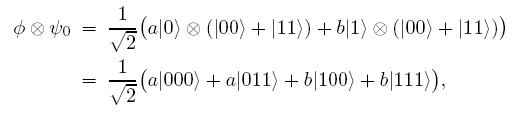 ϕ ⊗ ψ₀ = 1/√2 (a|0⟩ ⊗ (|00⟩ + |11⟩) + b|1⟩ ⊗ (|00⟩ + |11⟩))
= 1/√2 (a|000⟩ + a|011⟩ + b|100⟩ + b|111⟩),